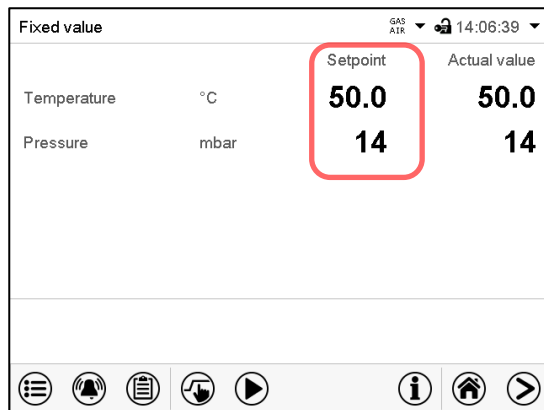 Fixed value GAS AIR 14:06:39
Setpoint Actual value
Temperature °C 50.0 50.0
Pressure mbar 14 14